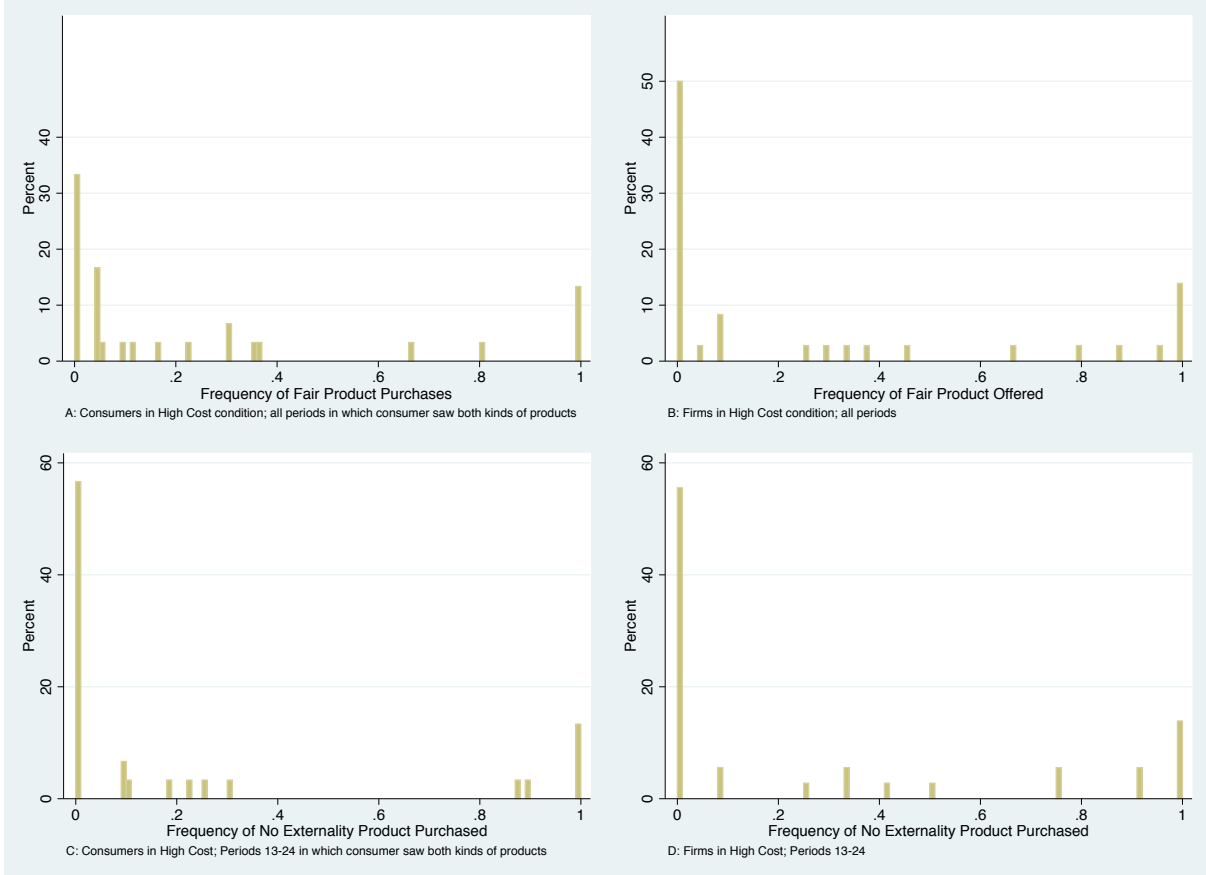 Percent
0 10 20 30 40
0 .2 .4 .6 .8 1
Frequency of Fair Product Purchases
A: Consumers in High Cost condition; all periods in which consumer saw both kinds of products
Percent
0 10 20 30 40 50
0 .2 .4 .6 .8 1
Frequency of Fair Product Offered
B: Firms in High Cost condition; all periods
Percent
0 20 40 60
0 .2 .4 .6 .8 1
Frequency of No Externality Product Purchased
C: Consumers in High Cost; Periods 13-24 in which consumer saw both kinds of products
Percent
0 20 40 60
0 .2 .4 .6 .8 1
Frequency of No Externality Product Purchased
D: Firms in High Cost; Periods 13-24